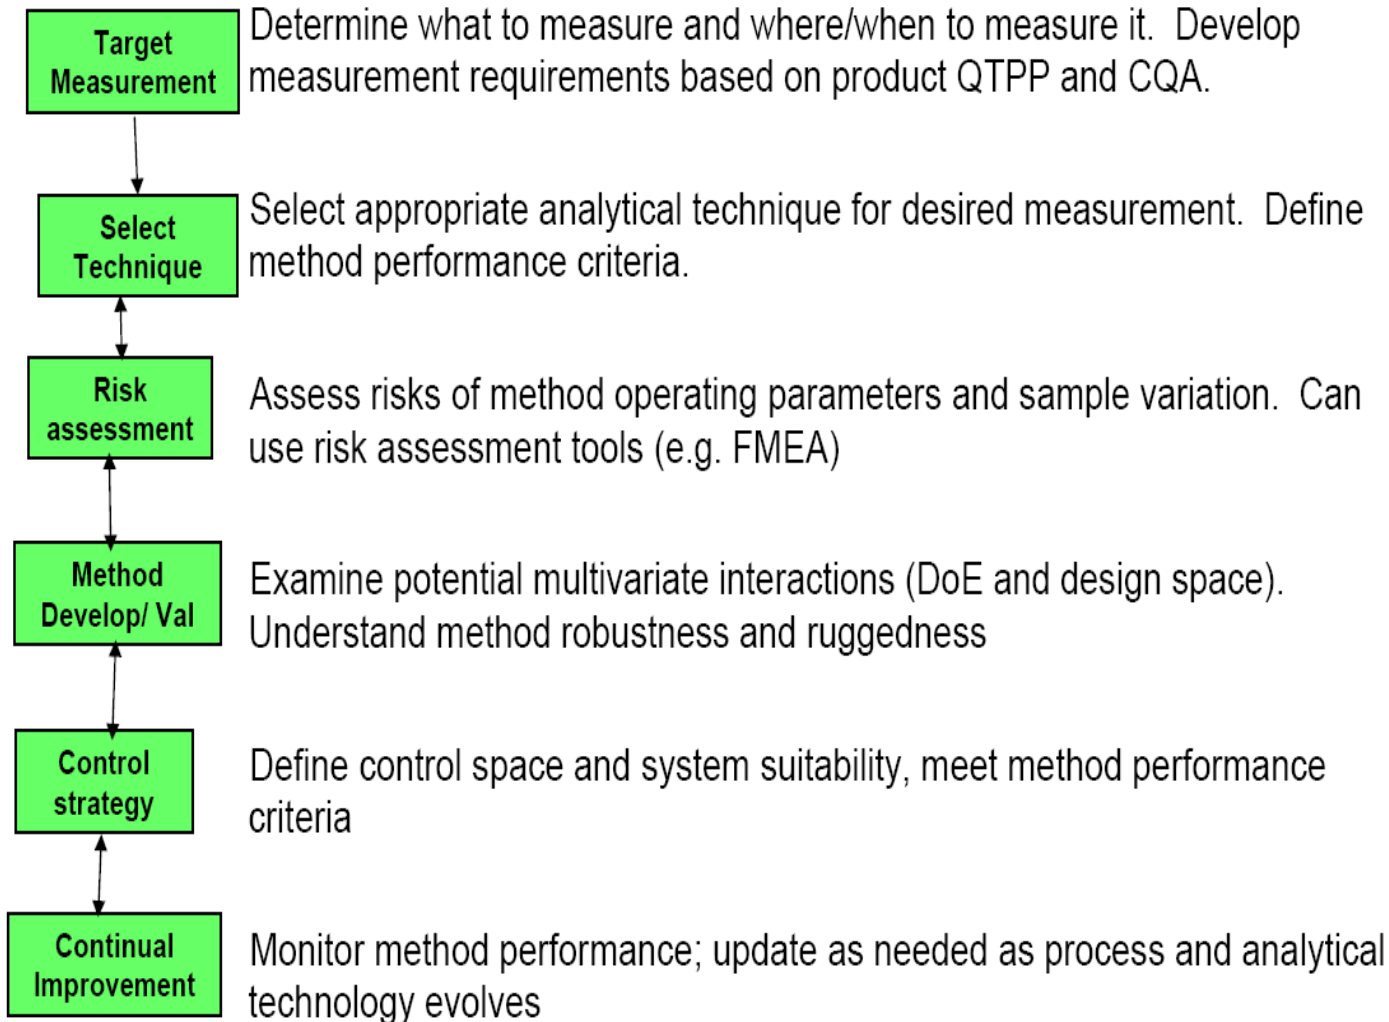 Target
Measurement
Determine what to measure and where/when to measure it.  Develop
measurement requirements based on product QTPP and CQA.
Select
Technique
Select appropriate analytical technique for desired measurement.  Define
method performance criteria.
Risk
assessment
Assess risks of method operating parameters and sample variation.  Can
use risk assessment tools (e.g. FMEA)
Method
Develop/ Val
Examine potential multivariate interactions (DoE and design space).
Understand method robustness and ruggedness
Control
strategy
Define control space and system suitability, meet method performance
criteria
Continual
Improvement
Monitor method performance; update as needed as process and analytical
technology evolves